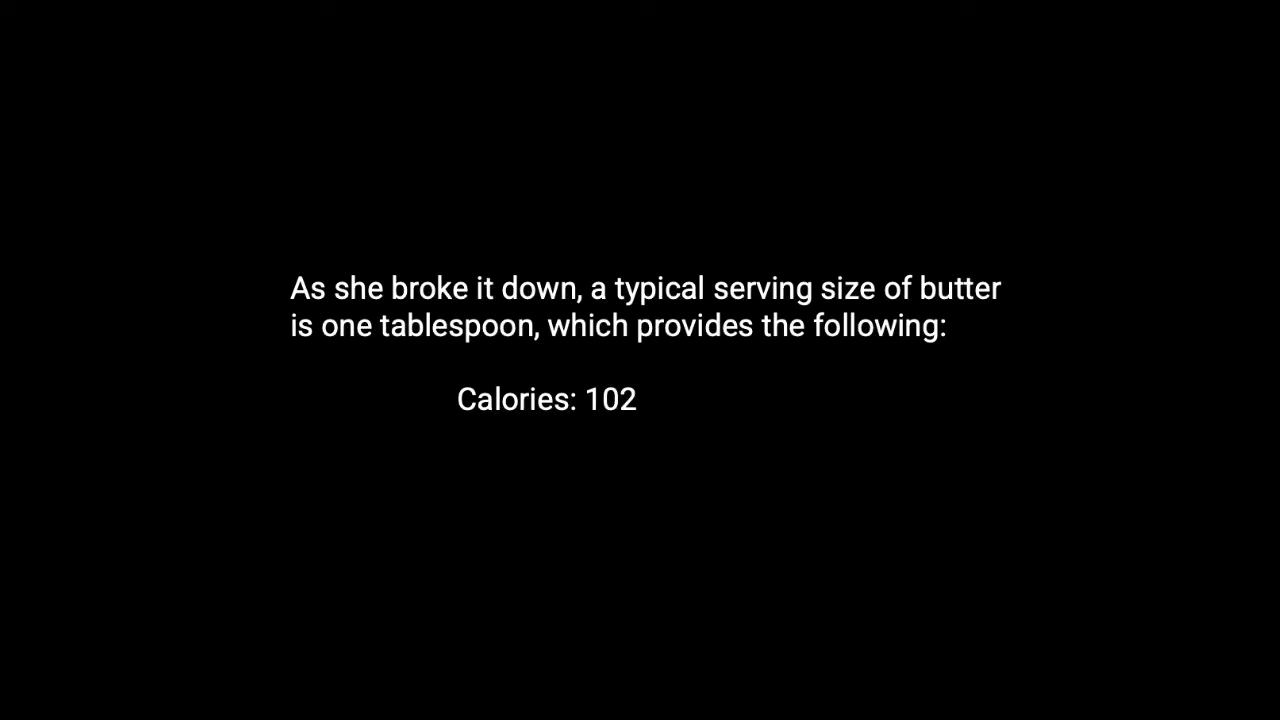 As she broke it down, a typical serving size of butter
is one tablespoon, which provides the following:
Calories: 102